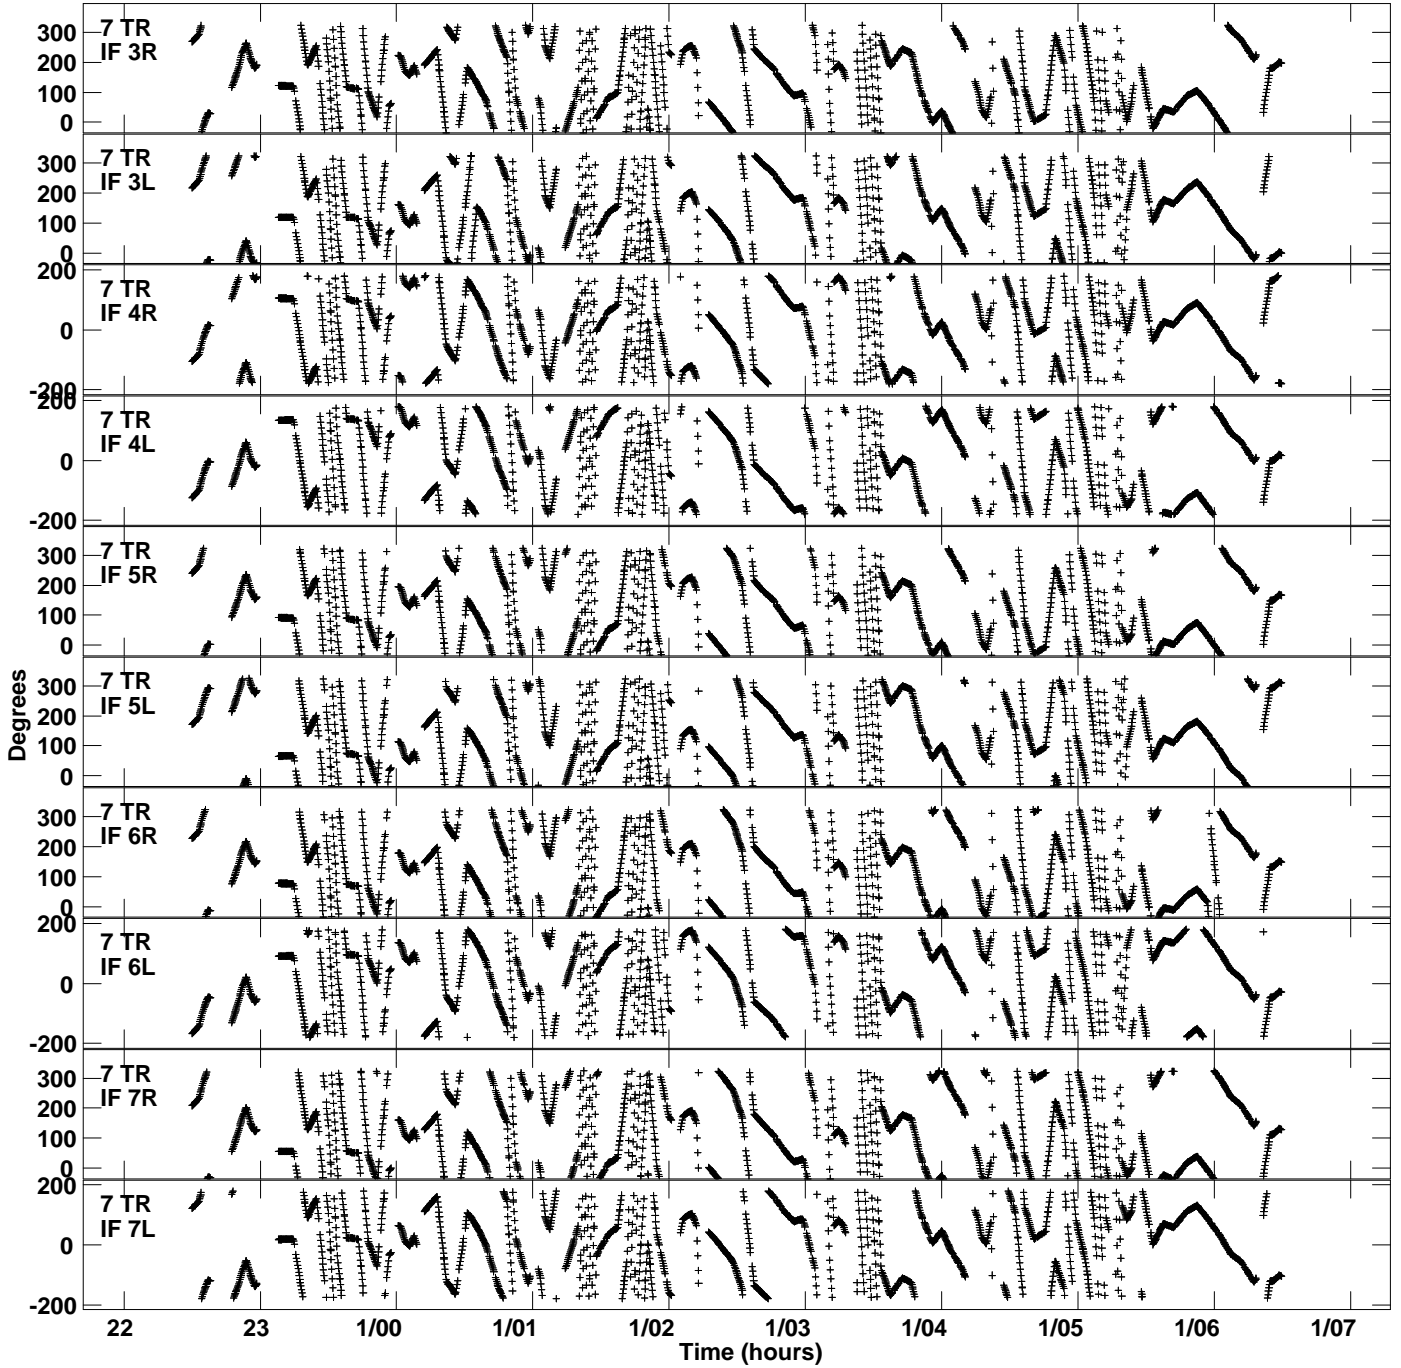 7 TR
IF 3R
300
200
100
0
7 TR
IF 3L
300
200
100
0
7 TR
IF 4R
200
0
-200
7 TR
IF 4L
200
0
-200
7 TR
IF 5R
300
200
100
0
7 TR
IF 5L
300
200
100
0
7 TR
IF 6R
300
200
100
0
7 TR
IF 6L
200
0
-200
7 TR
IF 7R
300
200
100
0
7 TR
IF 7L
200
0
-200
Degrees
22 23 1/00 1/01 1/02 1/03 1/04 1/05 1/06 1/07
Time (hours)